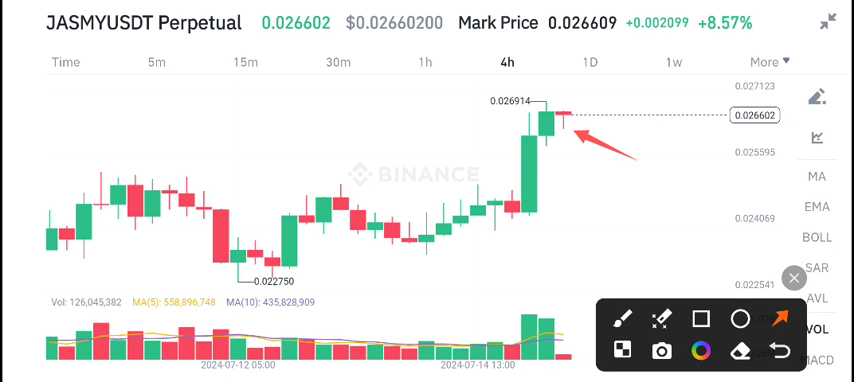 JASMYUSDT Perpetual 0.026602 $0.02660200 Mark Price 0.026609 +0.002099 +8.57%
Time 5m 15m 30m 1h 4h 1D 1w More
0.027123
0.026914
0.026602
0.025595
BINANCE
MA
EMA
0.024069
BOLL
SAR
0.022750
0.022541
AVL
Vol: 126,045,382 MA(5): 558,896,748 MA(10): 435,828,909
VOL
MACD
2024-07-12 05:00 2024-07-14 13:00